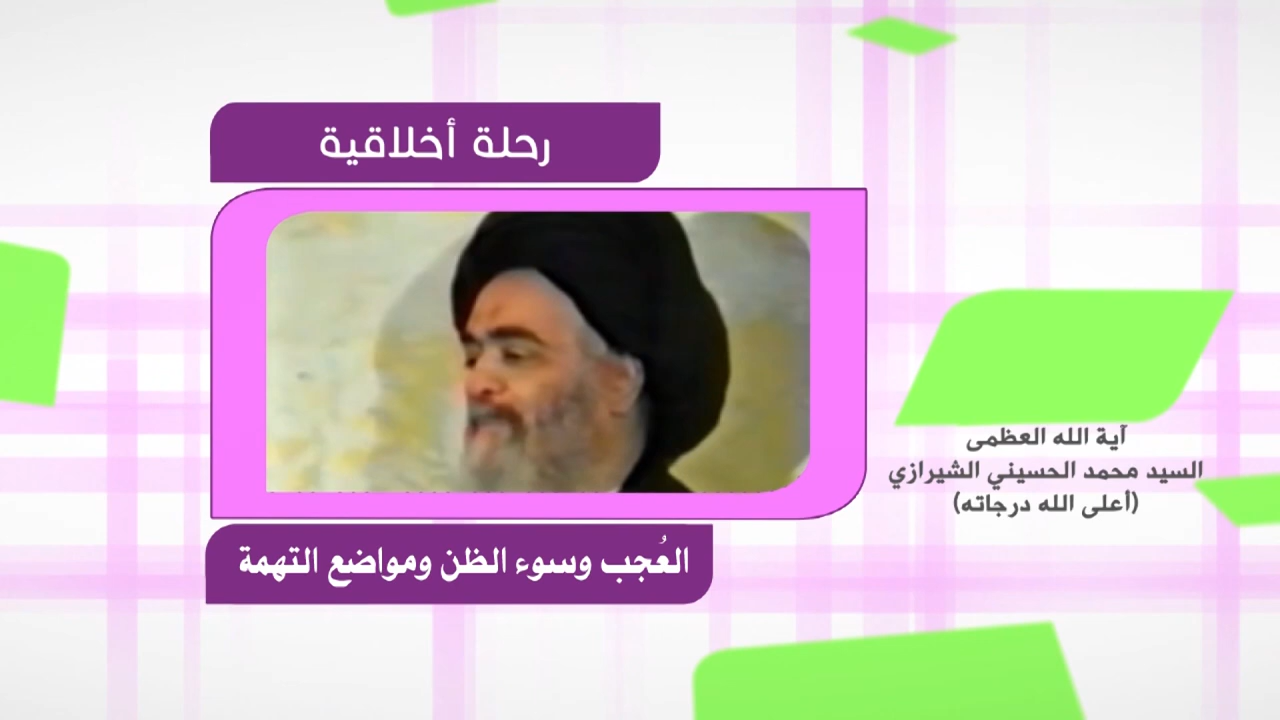 رحلة أخلاقية
آية الله العظمى
السيد محمد الحسيني الشيرازي
(أعلى الله درجاته)
العُجب وسوء الظن ومواضع التهمة